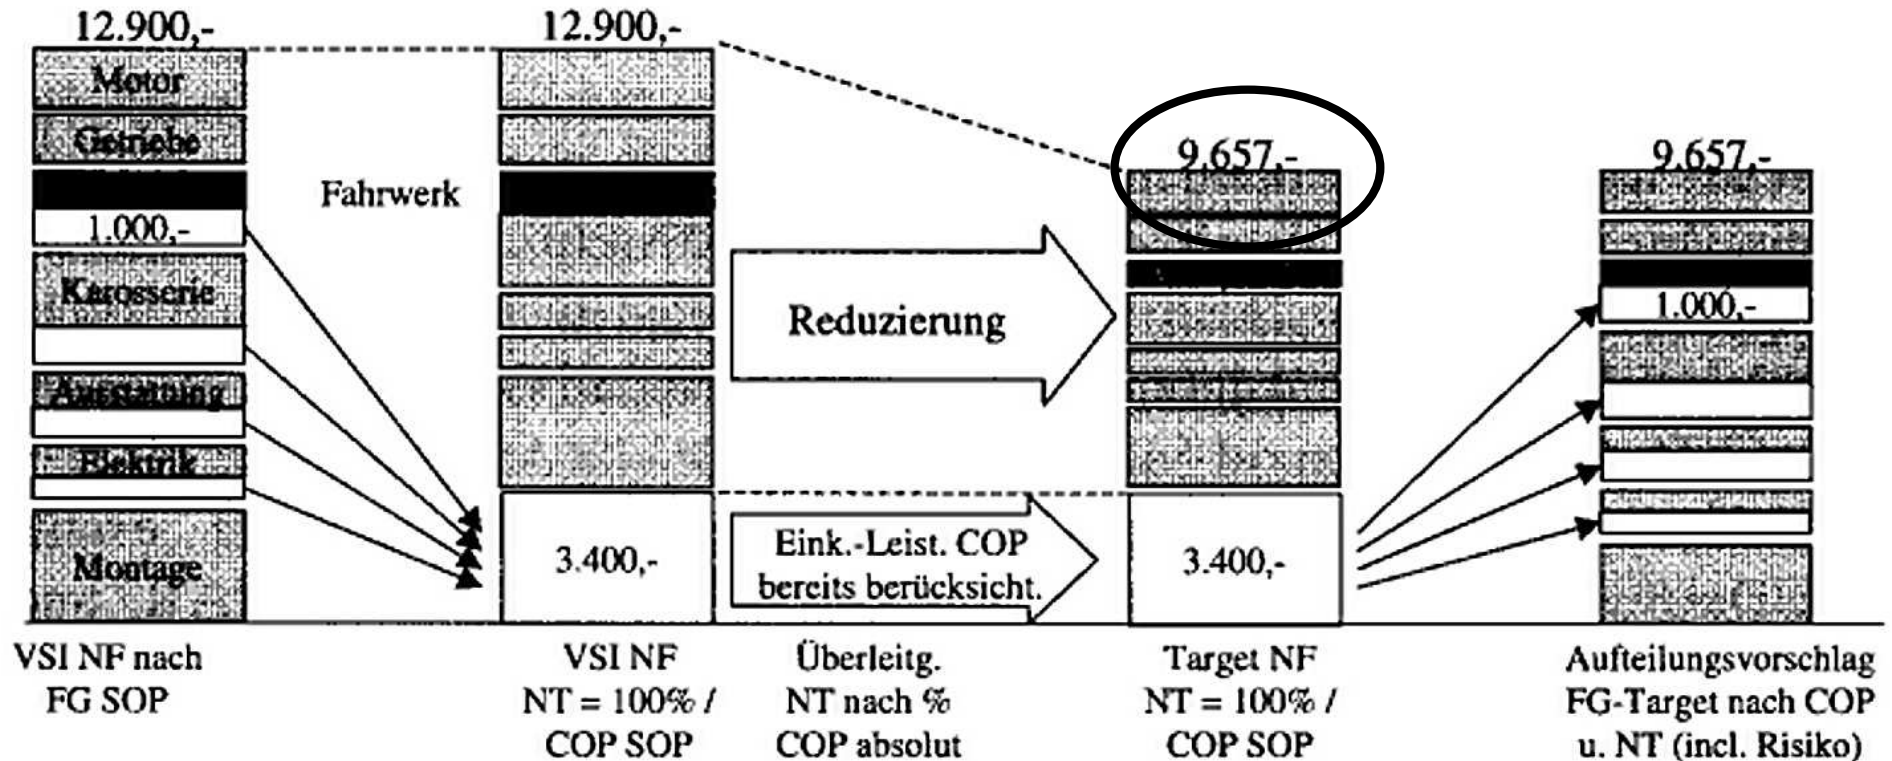 12.900,-
12.900,-
9.657,-
9.657,-
Motor
Getriebe
1.000,-
Fahrwerk
Karosserie
Ausstattung
Elektrik
Montage
Reduzierung
1.000,-
3.400,-
Eink.-Leist. COP
bereits berücksicht.
3.400,-
VSI NF nach
FG SOP
VSI NF
NT = 100% /
COP SOP
Überleitg.
NT nach %
COP absolut
Target NF
NT = 100% /
COP SOP
Aufteilungsvorschlag
FG-Target nach COP
u. NT (incl. Risiko)